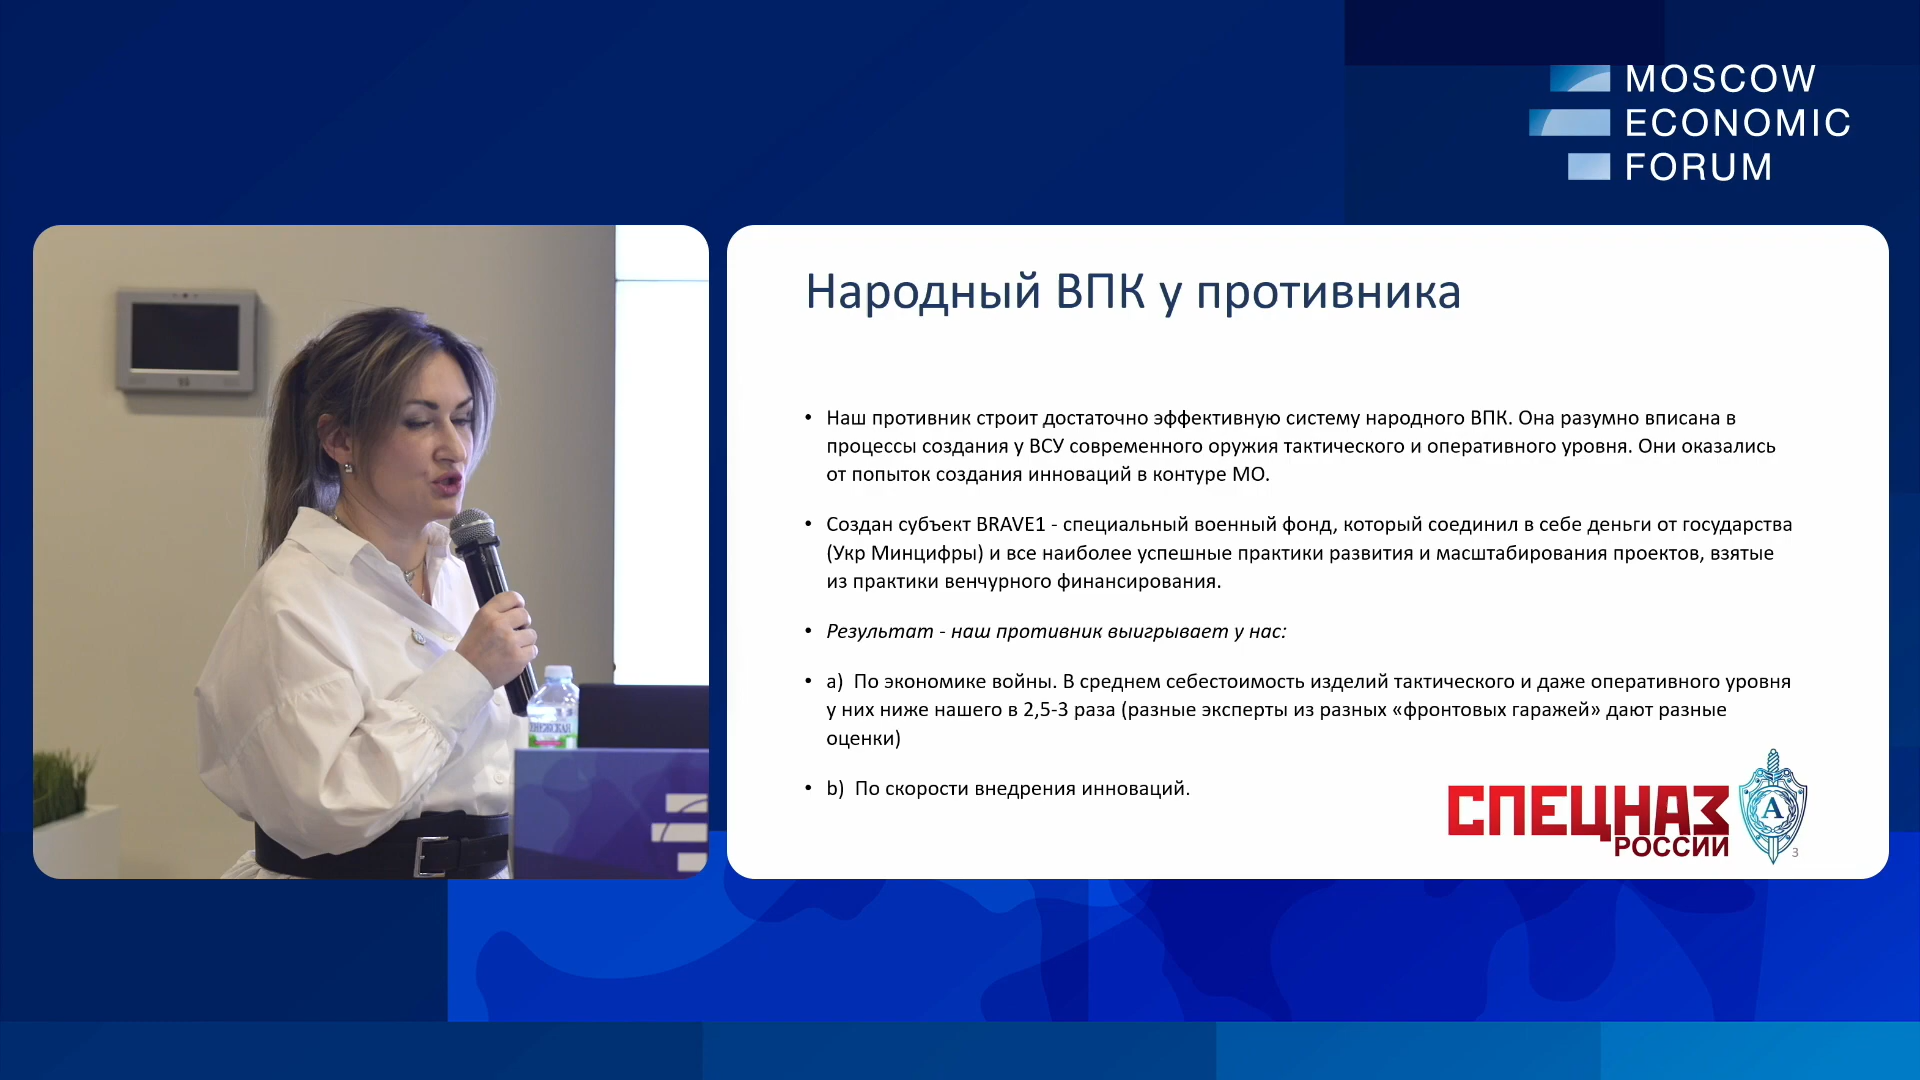 MOSCOW
ECONOMIC
FORUM
Народный ВПК у противника
• Наш противник строит достаточно эффективную систему народного ВПК. Она разумно вписана в
процессы создания у ВСУ современного оружия тактического и оперативного уровня. Они оказались
от попыток создания инноваций в контуре МО.
• Создан субъект BRAVE1 - специальный военный фонд, который соединил в себе деньги от государства
(Укр Минцифры) и все наиболее успешные практики развития и масштабирования проектов, взятые
из практики венчурного финансирования.
• Результат - наш противник выигрывает у нас:
• a) По экономике войны. В среднем себестоимость изделий тактического и даже оперативного уровня
у них ниже нашего в 2,5-3 раза (разные эксперты из разных «фронтовых гаражей» дают разные
оценки)
• b) По скорости внедрения инноваций.
СПЕЦНАЗ
РОССИИ
А
3